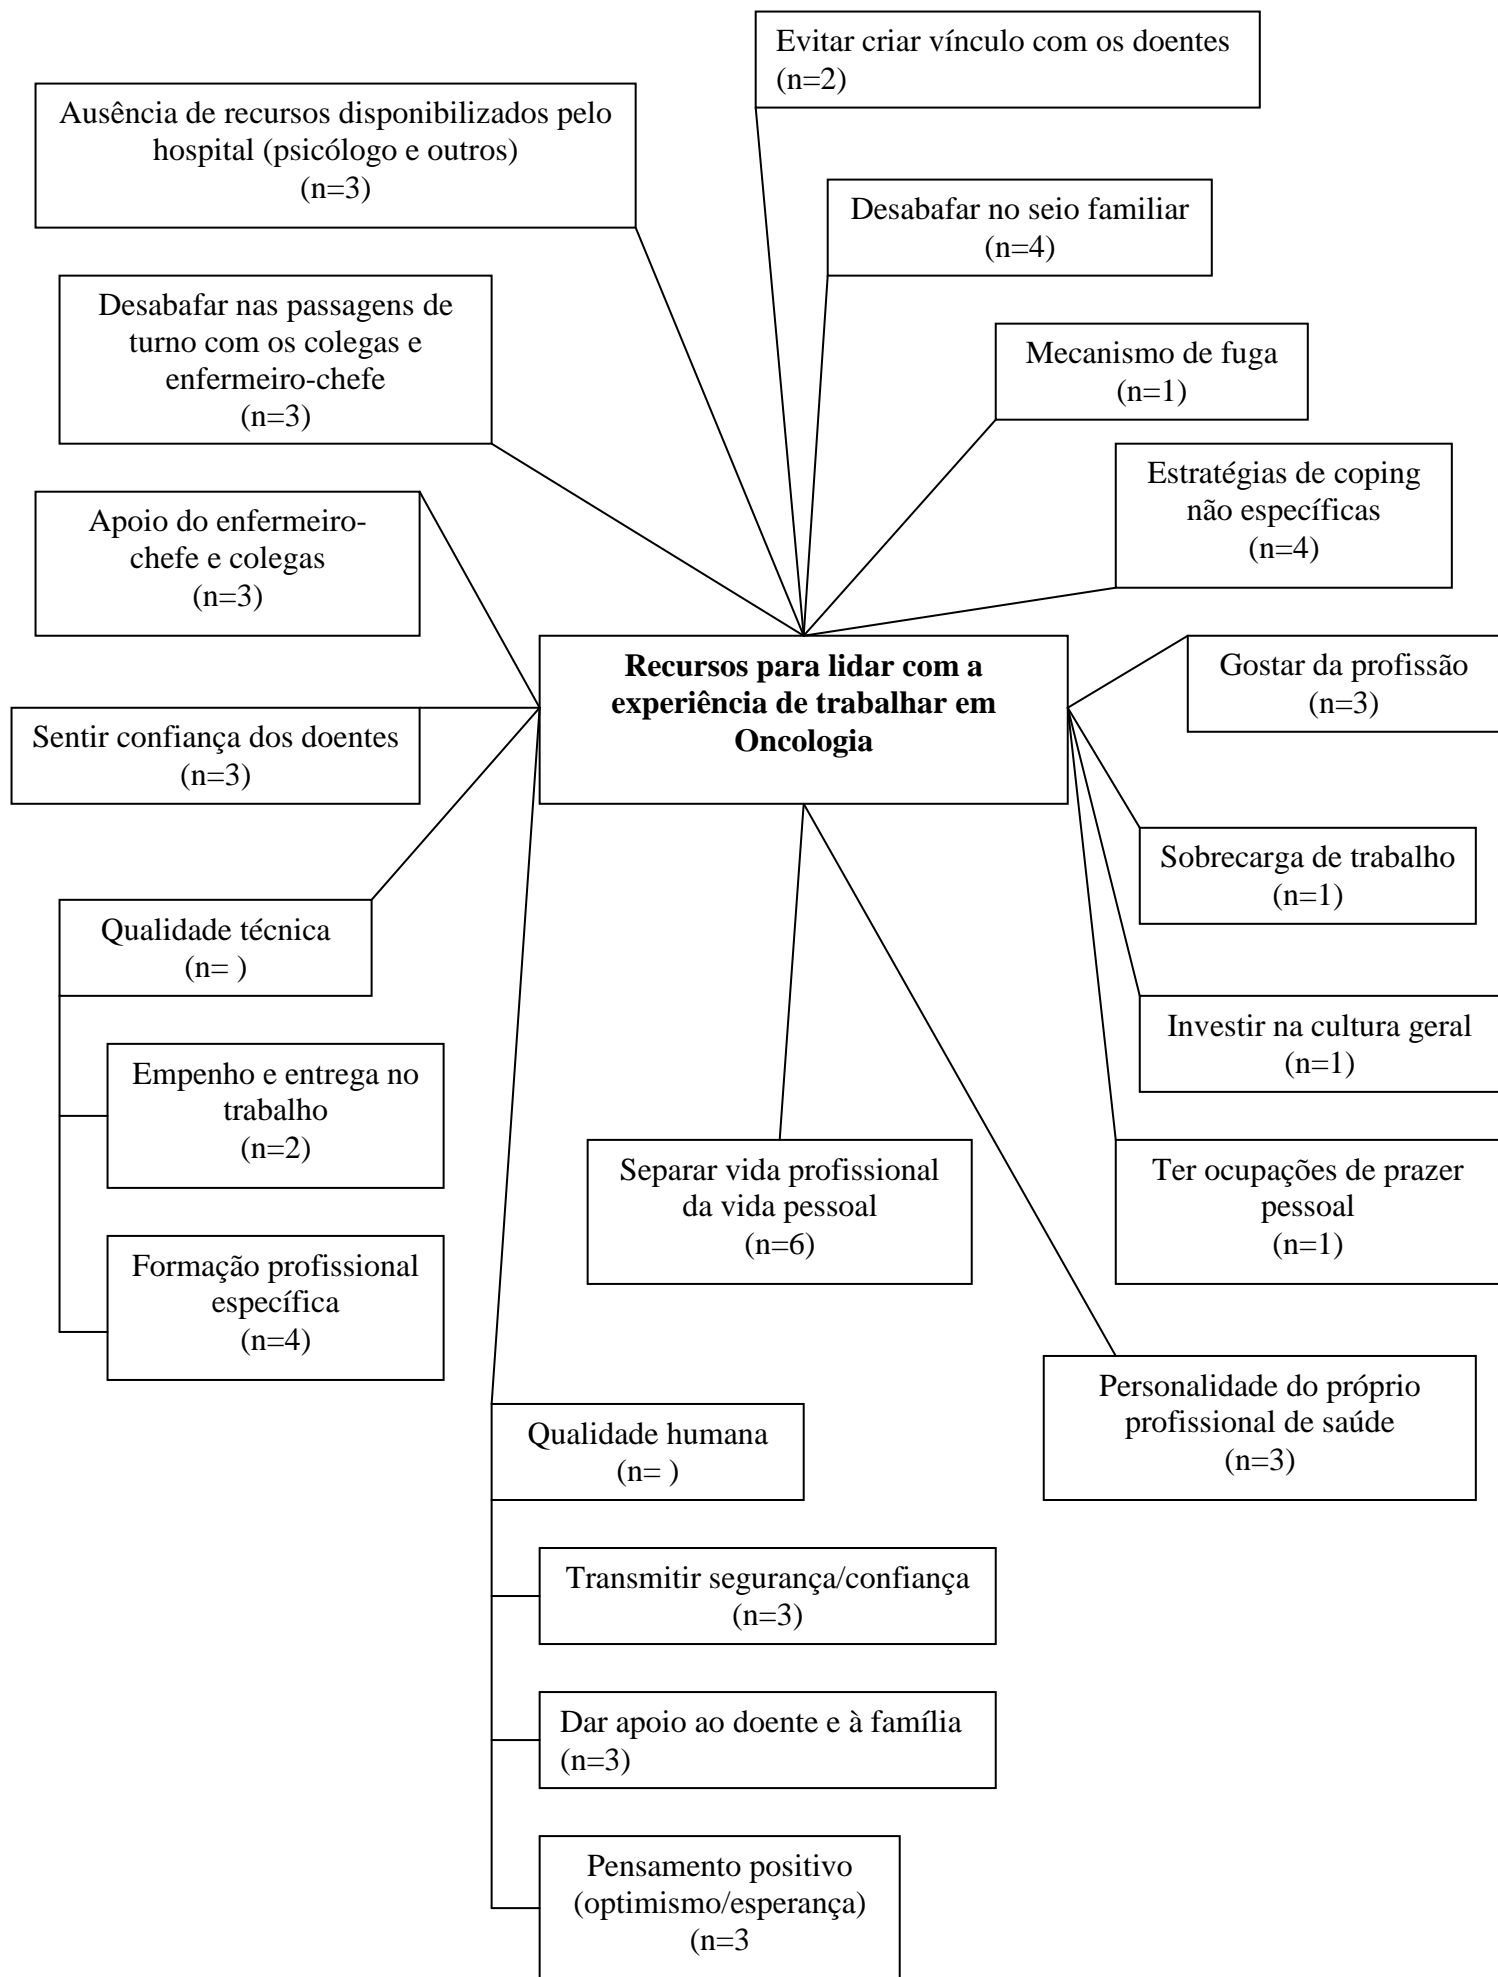 Evitar criar vínculo com os doentes
(n=2)
Ausência de recursos disponibilizados pelo
hospital (psicólogo e outros)
(n=3)
Desabafar no seio familiar
(n=4)
Desabafar nas passagens de
turno com os colegas e
enfermeiro-chefe
(n=3)
Mecanismo de fuga
(n=1)
Estratégias de coping
não específicas
(n=4)
Apoio do enfermeiro-
chefe e colegas
(n=3)
Recursos para lidar com a
experiência de trabalhar em
Oncologia
Gostar da profissão
(n=3)
Sentir confiança dos doentes
(n=3)
Sobrecarga de trabalho
(n=1)
Qualidade técnica
(n= )
Investir na cultura geral
(n=1)
Empenho e entrega no
trabalho
(n=2)
Separar vida profissional
da vida pessoal
(n=6)
Ter ocupações de prazer
pessoal
(n=1)
Formação profissional
específica
(n=4)
Personalidade do próprio
profissional de saúde
(n=3)
Qualidade humana
(n= )
Transmitir segurança/confiança
(n=3)
Dar apoio ao doente e à família
(n=3)
Pensamento positivo
(optimismo/esperança)
(n=3